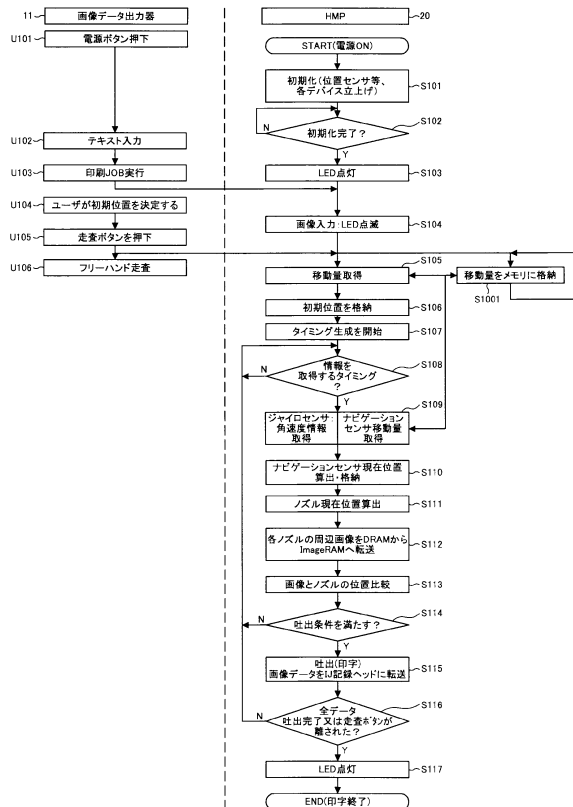 11
画像データ出力器
HMP
20
U101
電源ボタン押下
START(電源ON)
初期化(位置センサ等、
各デバイス立上げ)
S101
初期化完了?
S102
N
Y
U102
テキスト入力
U103
印刷JOB実行
LED点灯
S103
U104
ユーザが初期位置を決定する
画像入力:LED点滅
S104
U105
走査ボタンを押下
U106
フリーハンド走査
S105
移動量取得
移動量をメモリに格納
S1001
初期位置を格納
S106
タイミング生成を開始
S107
情報を
取得するタイミング
?
S108
N
Y
S109
ジャイロセンサ:
角速度情報
取得
ナビゲーション
センサ移動量
取得
ナビゲーションセンサ現在位置
算出・格納
S110
ノズル現在位置算出
S111
各ノズルの周辺画像をDRAMから
ImageRAMへ転送
S112
画像とノズルの位置比較
S113
吐出条件を満たす?
S114
N
Y
吐出(印字)
画像データをIJ記録ヘッドに転送
S115
全データ
吐出完了又は走査ボタンが
離された?
S116
N
Y
LED点灯
S117
END(印字終了)